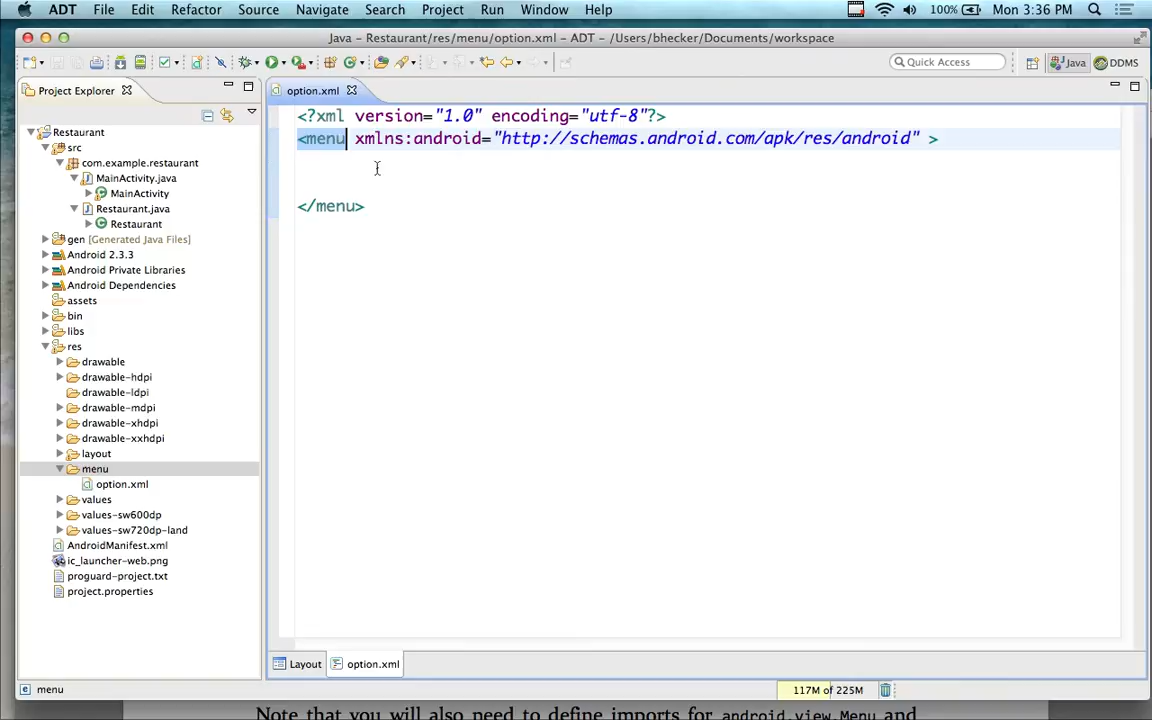 ADT File Edit Refactor Source Navigate Search Project Run Window Help 100% Mon 3:36 PM
Java - Restaurant/res/menu/option.xml - ADT - /Users/bhecker/Documents/workspace
Quick Access Java DDMS
Project Explorer
option.xml
Restaurant
src
com.example.restaurant
MainActivity.java
MainActivity
Restaurant.java
Restaurant
gen [Generated Java Files]
Android 2.3.3
Android Private Libraries
Android Dependencies
assets
bin
libs
res
drawable
drawable-hdpi
drawable-ldpi
drawable-mdpi
drawable-xhdpi
drawable-xxhdpi
layout
menu
option.xml
values
values-sw600dp
values-sw720dp-land
AndroidManifest.xml
ic_launcher-web.png
proguard-project.txt
project.properties
<?xml version="1.0" encoding="utf-8"?>
<menu xmlns:android="http://schemas.android.com/apk/res/android" >
</menu>
Layout option.xml
menu 117M of 225M
Note that you will also need to define imports for android.view.Menu and